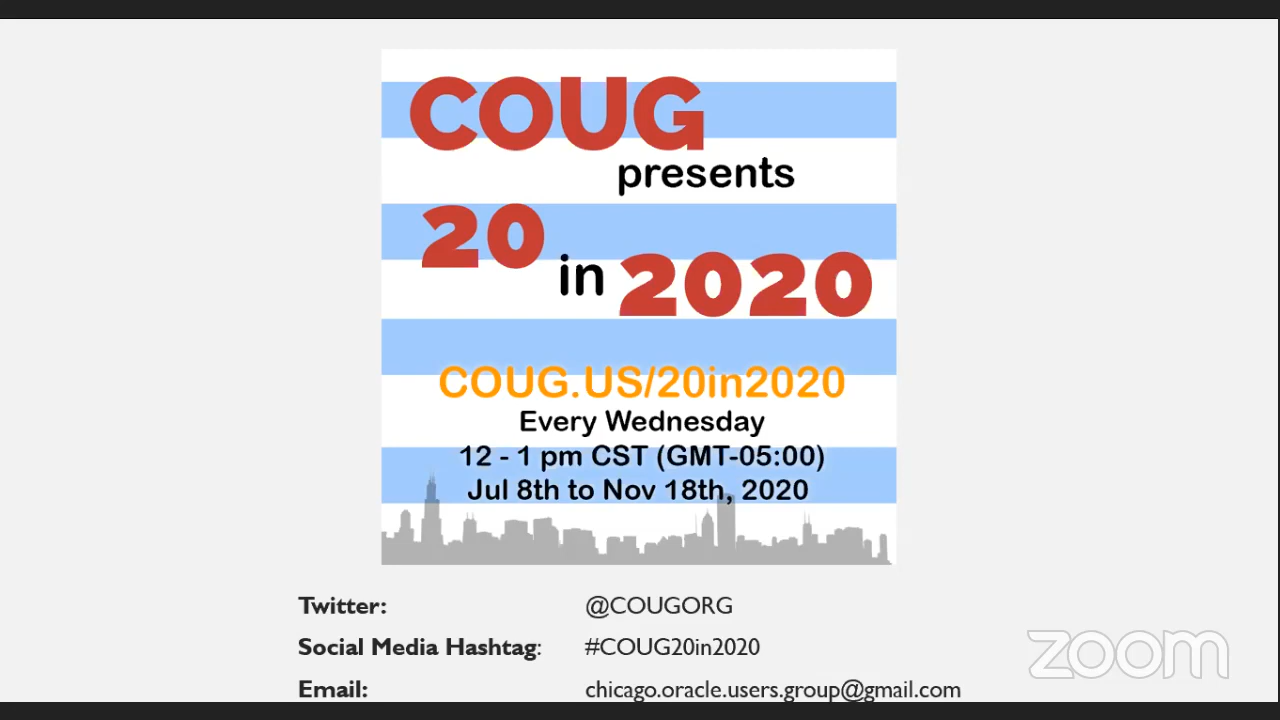 COUG
presents
20 in 2020
COUG.US/20in2020
Every Wednesday
12 - 1 pm CST (GMT-05:00)
Jul 8th to Nov 18th, 2020
Twitter: @COUGORG
Social Media Hashtag: #COUG20in2020
Email: chicago.oracle.users.group@gmail.com
zoom